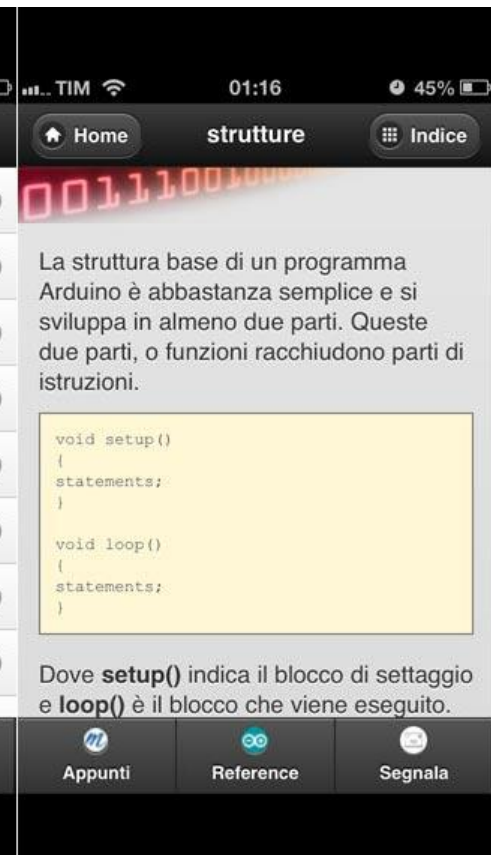 TIM 01:16 45%
Home strutture Indice
La struttura base di un programma
Arduino è abbastanza semplice e si
sviluppa in almeno due parti. Queste
due parti, o funzioni racchiudono parti di
istruzioni.
void setup()
{
statements;
}
void loop()
{
statements;
}
Dove setup() indica il blocco di settaggio
e loop() è il blocco che viene eseguito.
Appunti Reference Segnala